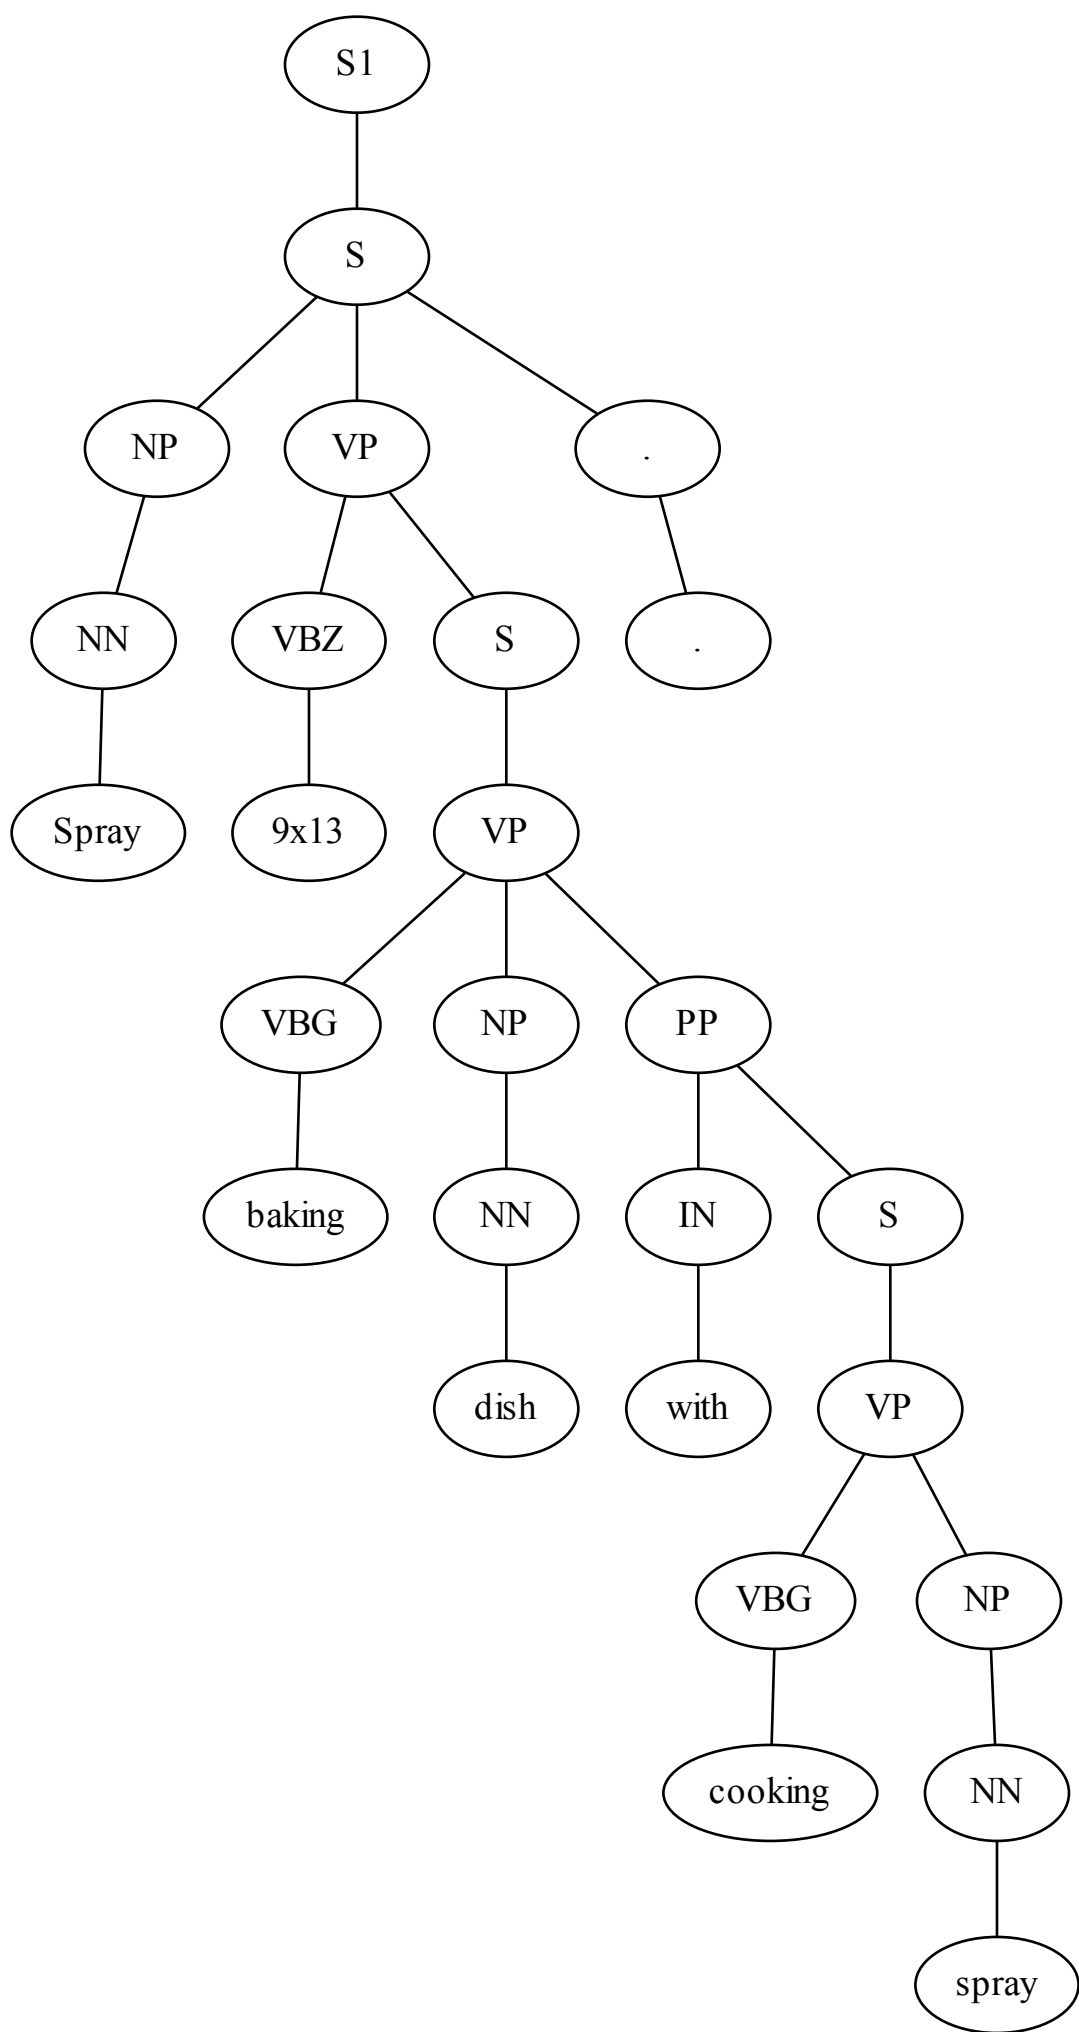 S1
S
NP VP .
NN VBZ S .
Spray 9x13 VP
VBG NP PP
baking NN IN S
dish with VP
VBG NP
cooking NN
spray